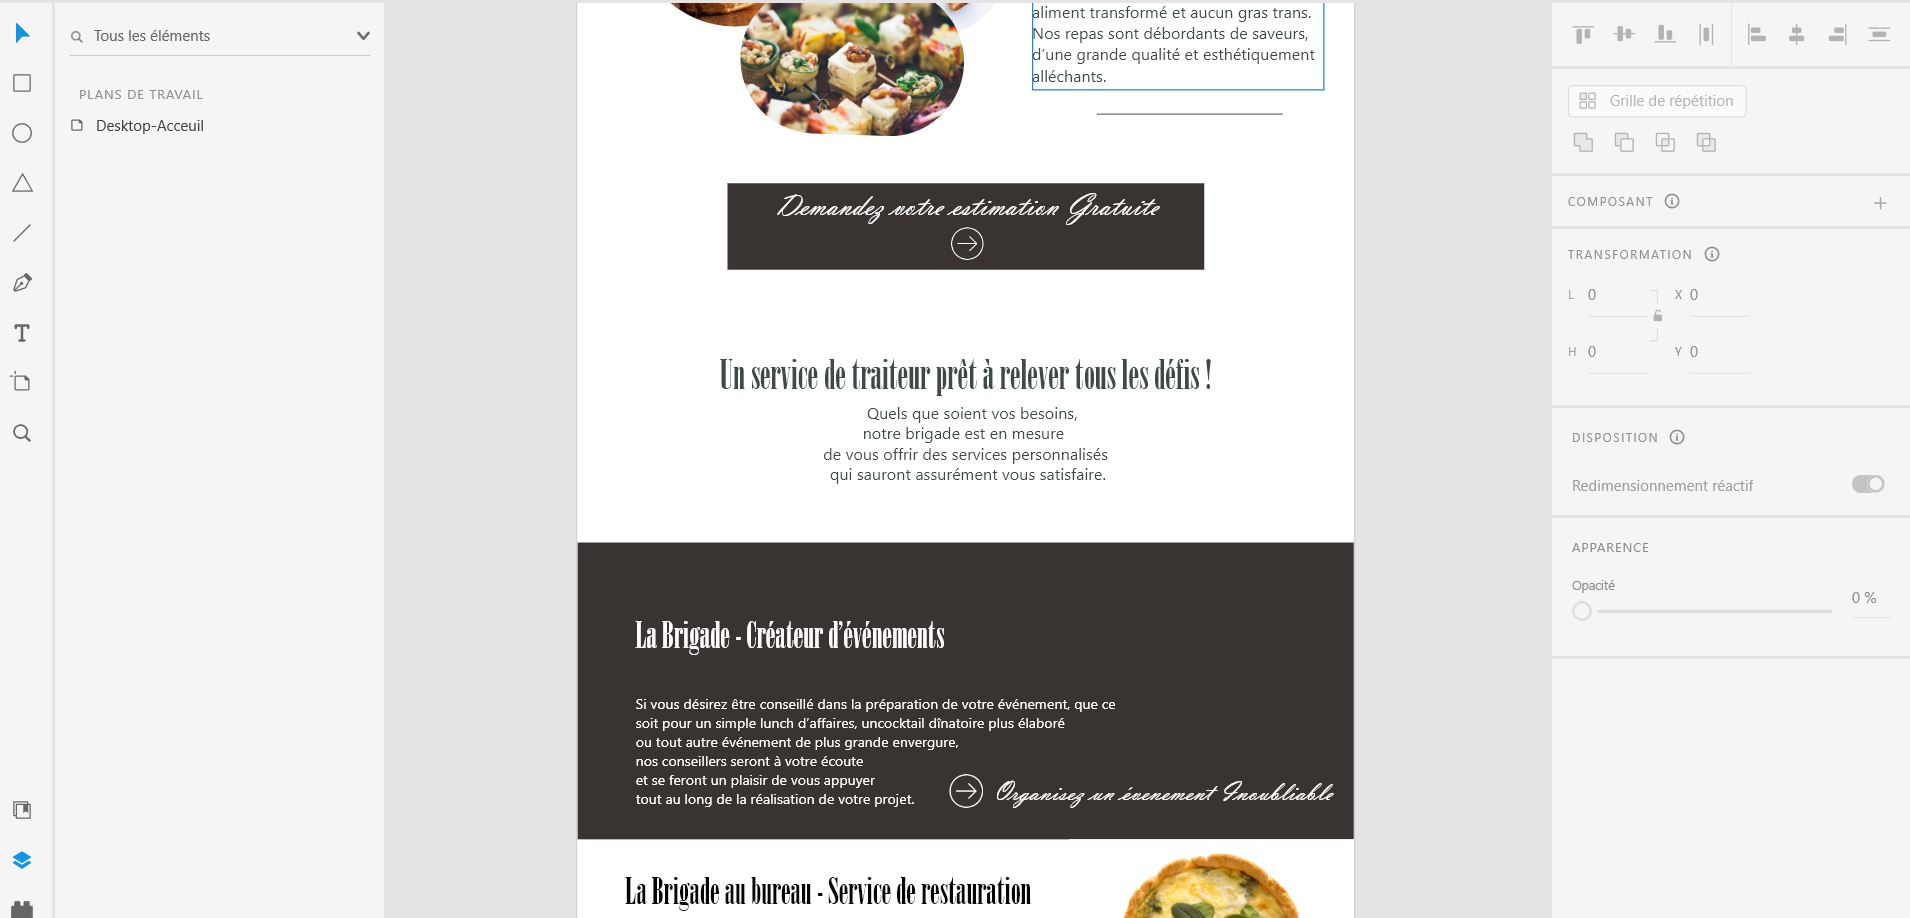 Tous les éléments
PLANS DE TRAVAIL
Desktop-Acceuil
aliment transformé et aucun gras trans.
Nos repas sont débordants de saveurs,
d'une grande qualité et esthétiquement
alléchants.
Demandez votre estimation Gratuite
Un service de traiteur prêt à relever tous les défis !
Quels que soient vos besoins,
notre brigade est en mesure
de vous offrir des services personnalisés
qui sauront assurément vous satisfaire.
La Brigade - Créateur d'événements
Si vous désirez être conseillé dans la préparation de votre événement, que ce
soit pour un simple lunch d'affaires, uncocktail dînatoire plus élaboré
ou tout autre événement de plus grande envergure,
nos conseillers seront à votre écoute
et se feront un plaisir de vous appuyer
tout au long de la réalisation de votre projet.
Organisez un évenement Inoubliable
La Brigade au bureau - Service de restauration
Grille de répétition
COMPOSANT
TRANSFORMATION
L 0 X 0
H 0 Y 0
DISPOSITION
Redimensionnement réactif
APPARENCE
Opacité
0 %